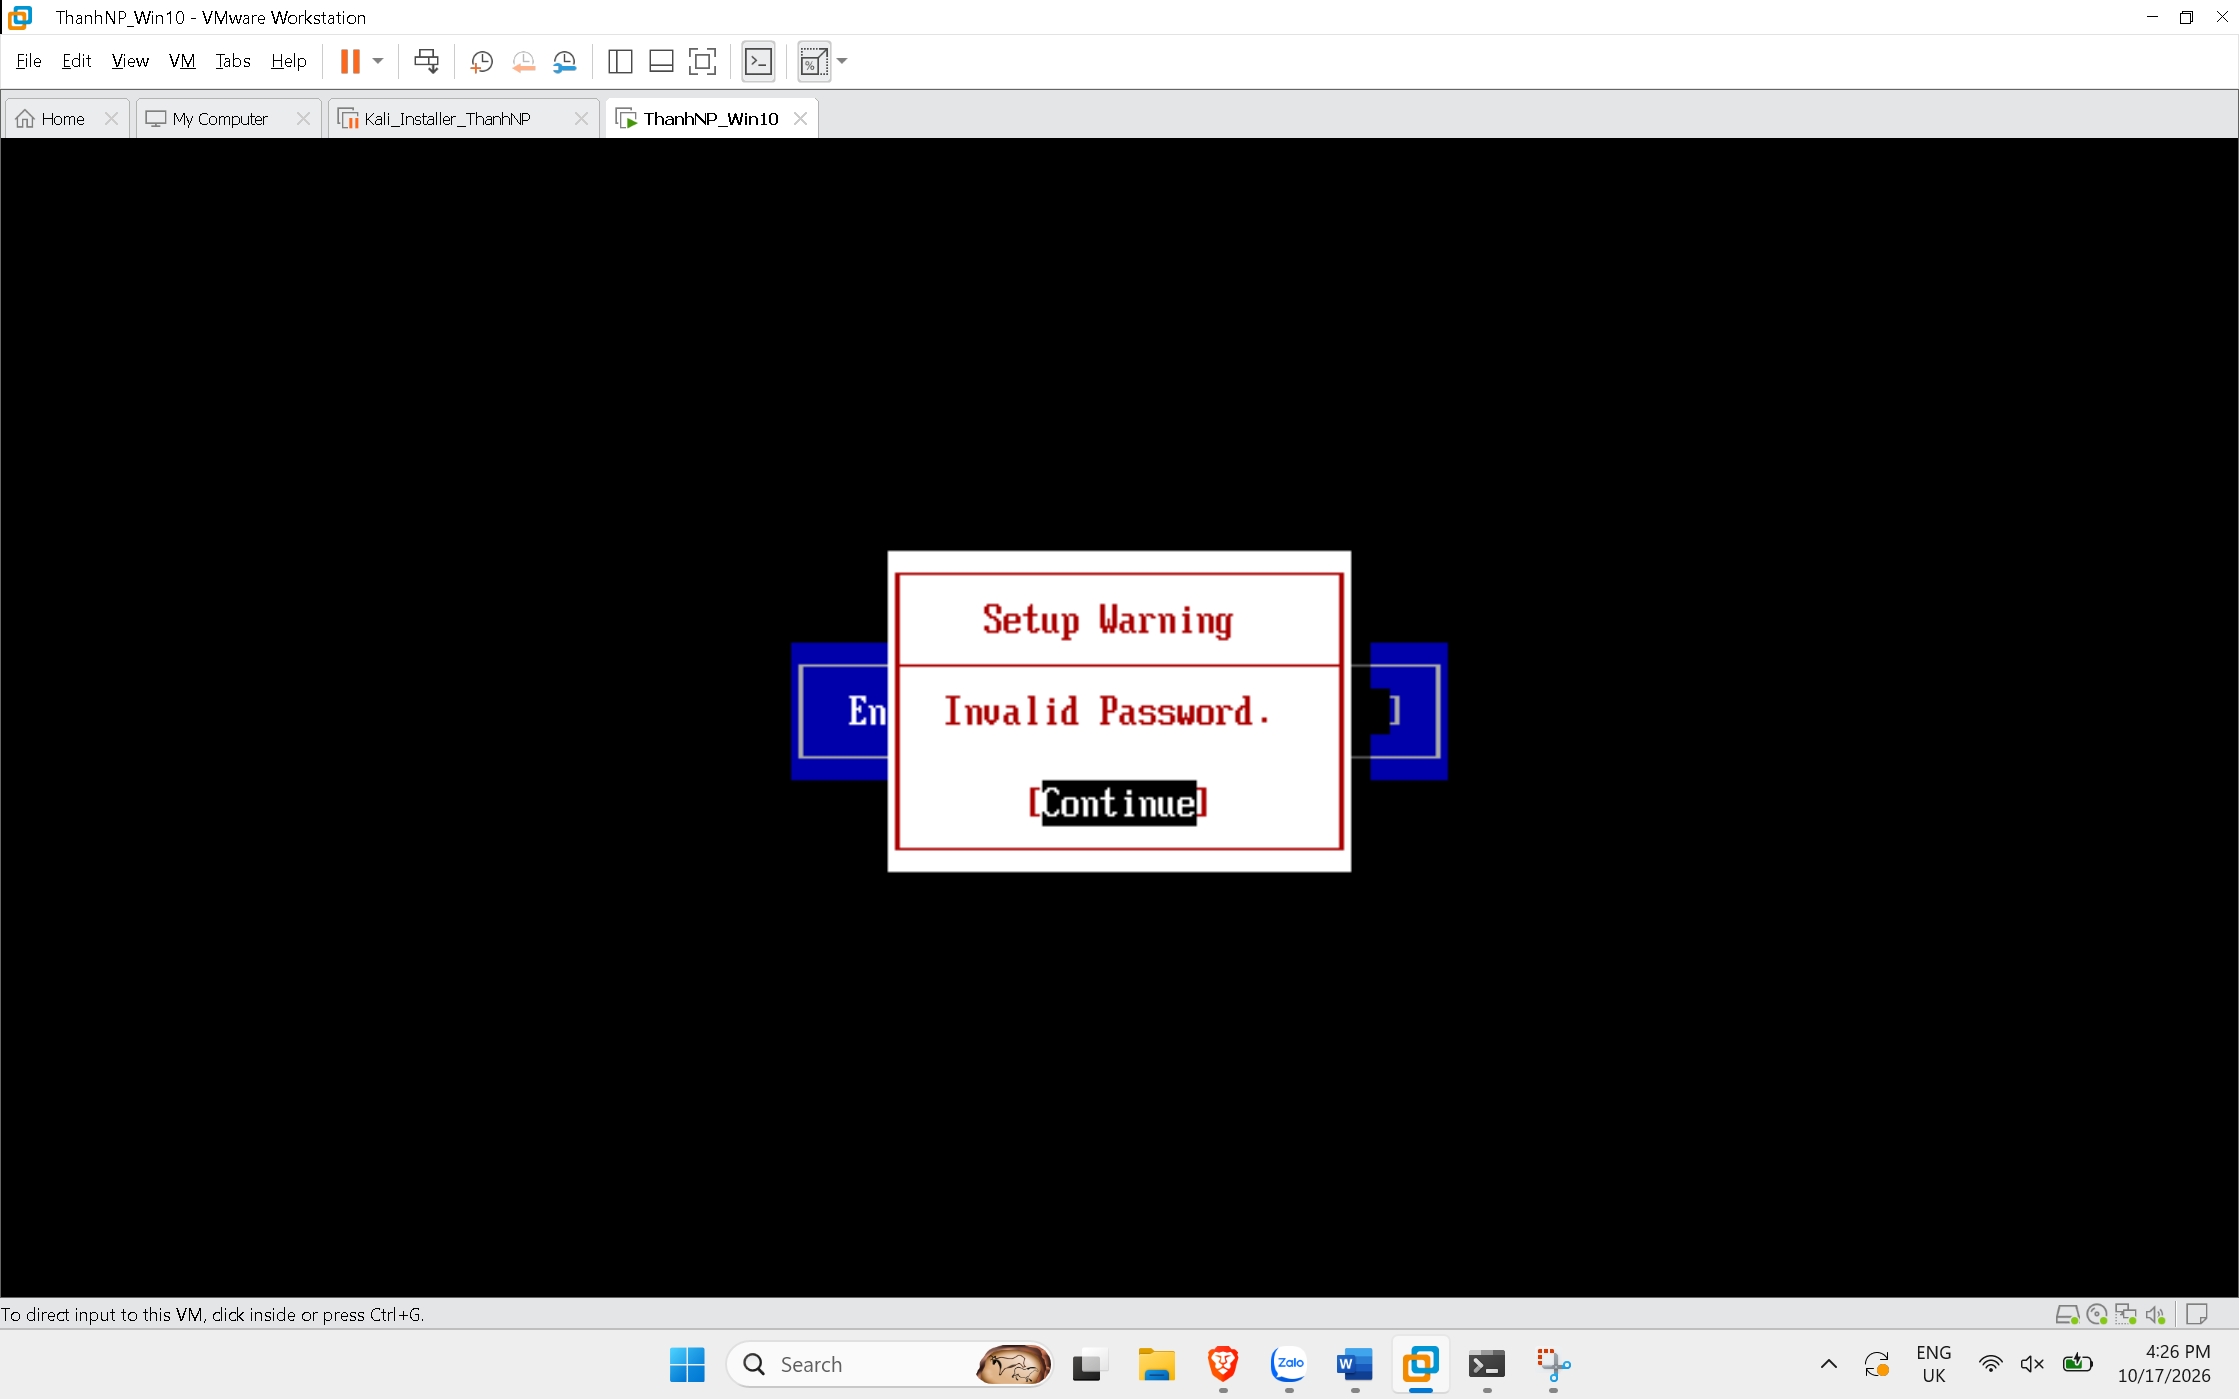 ThanhNP_Win10 - VMware Workstation
File Edit View VM Tabs Help
Home My Computer Kali_Installer_ThanhNP ThanhNP_Win10
Setup Warning
En Invalid Password. ]
[Continue]
To direct input to this VM, click inside or press Ctrl+G.
Search
Zalo
W
ENG
UK
4:26 PM
10/17/2026